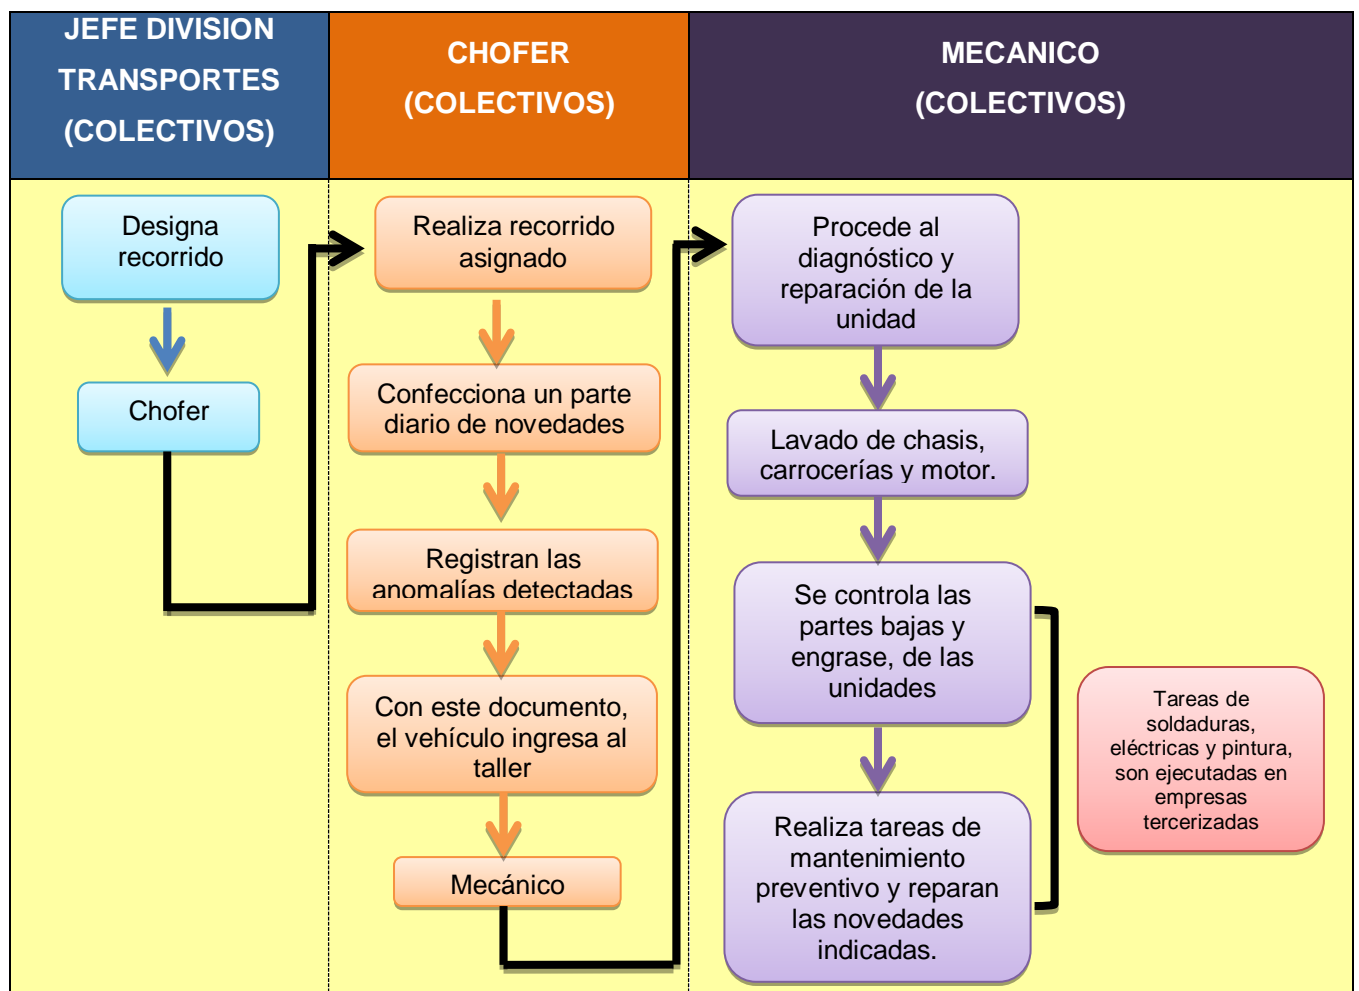 JEFE DIVISION
TRANSPORTES
(COLECTIVOS)
CHOFER
(COLECTIVOS)
MECANICO
(COLECTIVOS)
Designa
recorrido
Chofer
Realiza recorrido
asignado
Confecciona un parte
diario de novedades
Registran las
anomalías detectadas
Con este documento,
el vehículo ingresa al
taller
Mecánico
Procede al
diagnóstico y
reparación de la
unidad
Lavado de chasis,
carrocerías y motor.
Se controla las
partes bajas y
engrase, de las
unidades
Realiza tareas de
mantenimiento
preventivo y reparan
las novedades
indicadas.
Tareas de
soldaduras,
eléctricas y pintura,
son ejecutadas en
empresas
tercerizadas